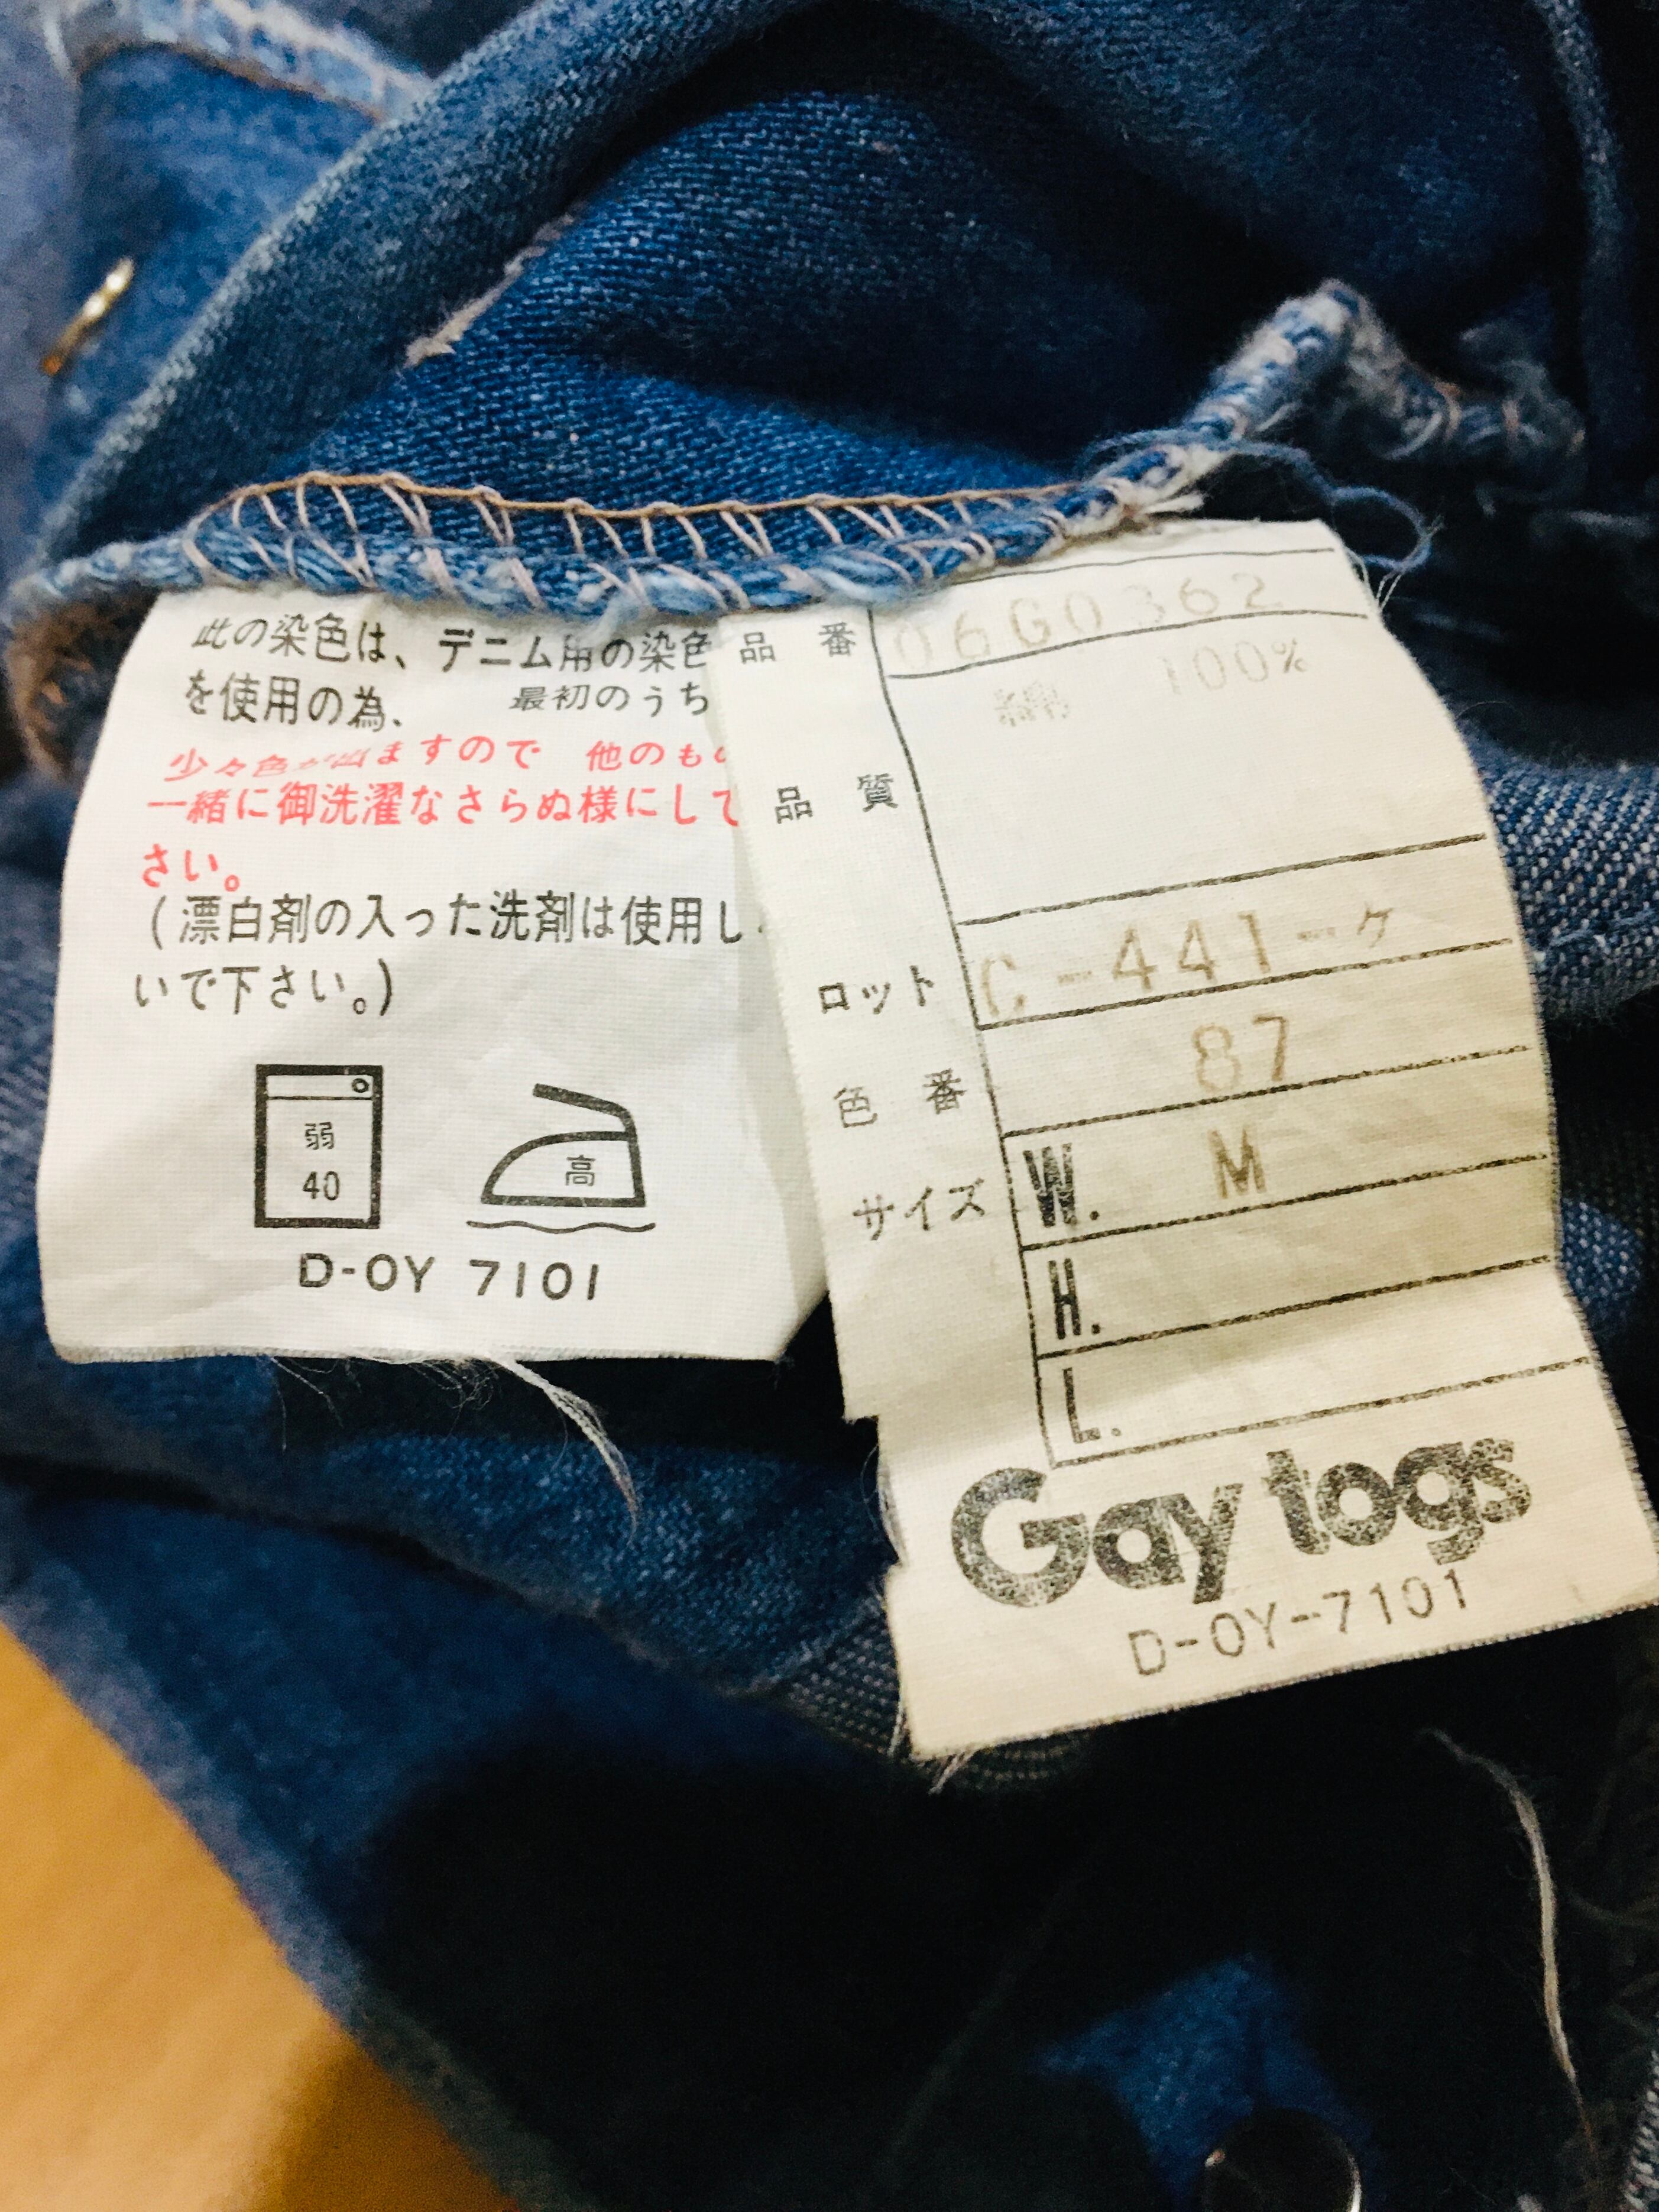 此の染色は、デニム用の染色
を使用の為、 最初のうち
少々色が出ますので 他のもの
一緒に御洗濯なさらぬ様にして
さい。
(漂白剤の入った洗剤は使用し
いで下さい。)
弱
40
高
D-OY 7101
品番 06G0362
品質 綿 100%
ロット C-441-ケ
色番 87
サイズ W. M
H.
L.
Gay togs
D-OY-7101